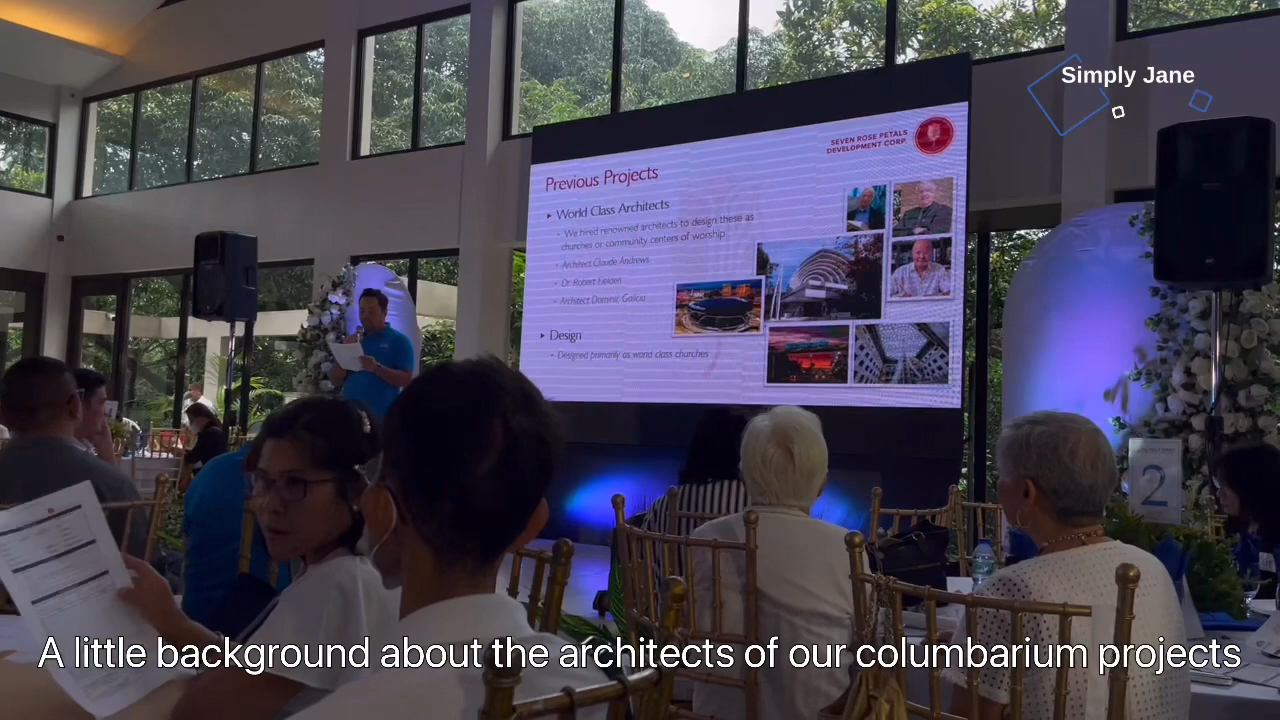 Simply Jane
SEVEN ROSE PETALS
DEVELOPMENT CORP.
Previous Projects
World Class Architects
- We hired renowned architects to design these as
churches or community centers of worship
- Architect Claude Andrews
- Dr. Robert Fielden
- Architect Dominic Galicia
Design
- Designed primarily as world class churches
2
A little background about the architects of our columbarium projects